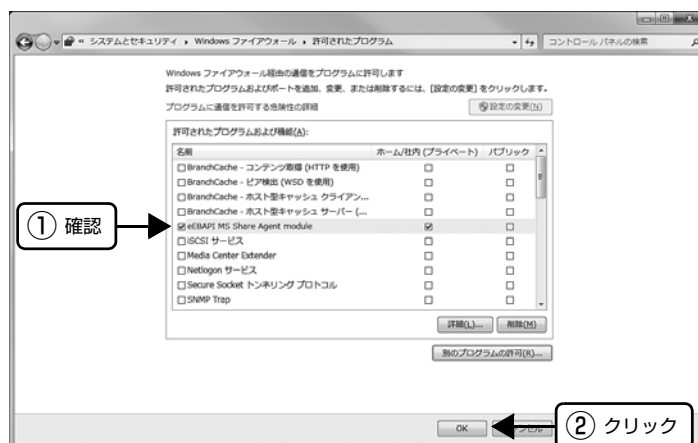 « システムとセキュリティ ▸ Windows ファイアウォール ▸ 許可されたプログラム
コントロール パネルの検索
Windows ファイアウォール経由の通信をプログラムに許可します
許可されたプログラムおよびポートを追加、変更、または削除するには、[設定の変更] をクリックします。
プログラムに通信を許可する危険性の詳細
設定の変更(N)
許可されたプログラムおよび機能(A):
名前 ホーム/社内 (プライベート) パブリック
BranchCache - コンテンツ取得 (HTTP を使用)
BranchCache - ピア検出 (WSD を使用)
BranchCache - ホスト型キャッシュ クライアン...
BranchCache - ホスト型キャッシュ サーバー (...
① 確認
eEBAPI MS Share Agent module
iSCSI サービス
Media Center Extender
Netlogon サービス
Secure Socket トンネリング プロトコル
SNMP Trap
詳細(L)... 削除(M)
別のプログラムの許可(R)...
OK
② クリック